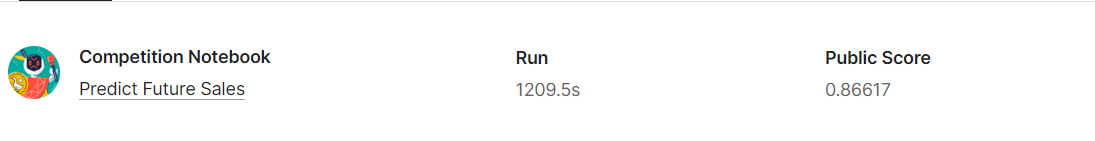 Competition Notebook Run Public Score
Predict Future Sales 1209.5s 0.86617